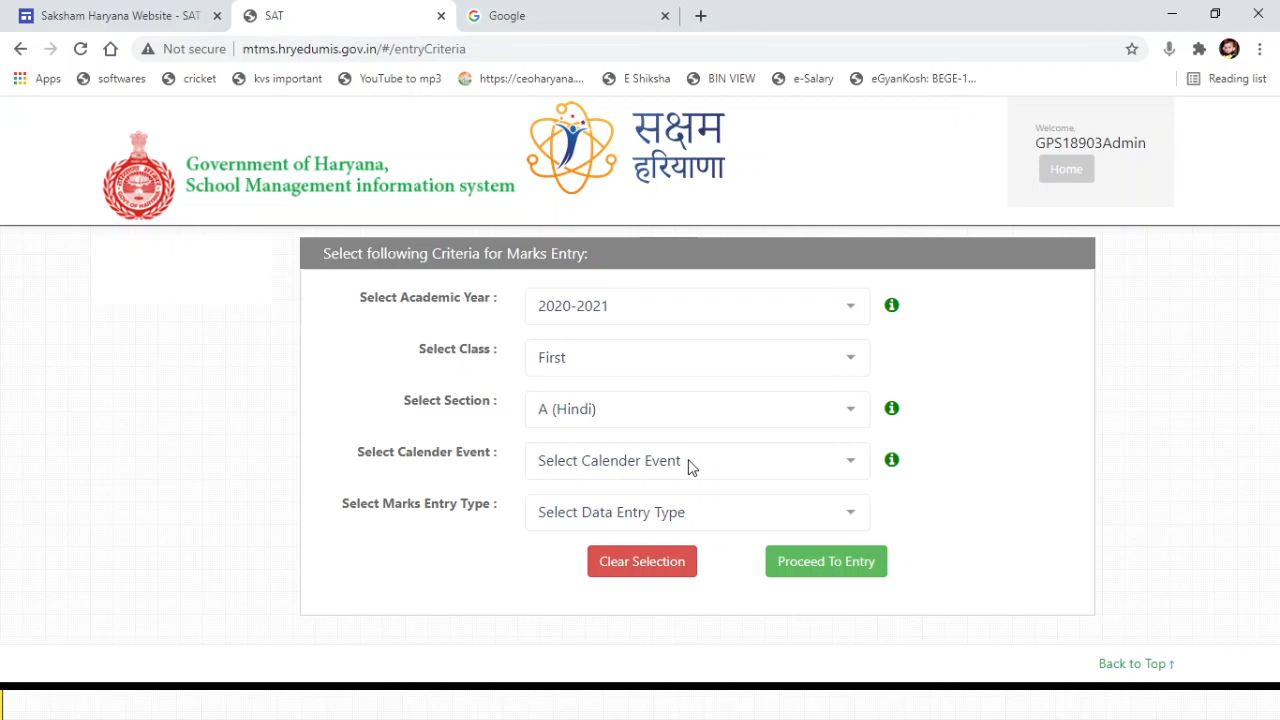 Saksham Haryana Website - SAT
SAT
Google
Not secure
mtms.hryedumis.gov.in/#/entryCriteria
Apps
softwares
cricket
kvs important
YouTube to mp3
https://ceoharyana....
E Shiksha
BIN VIEW
e-Salary
eGyanKosh: BEGE-1...
Reading list
Government of Haryana,
School Management information system
सक्षम
हरियाणा
Welcome,
GPS18903Admin
Home
Select following Criteria for Marks Entry:
Select Academic Year :
2020-2021
Select Class :
First
Select Section :
A (Hindi)
Select Calender Event :
Select Calender Event
Select Marks Entry Type :
Select Data Entry Type
Clear Selection
Proceed To Entry
Back to Top ↑